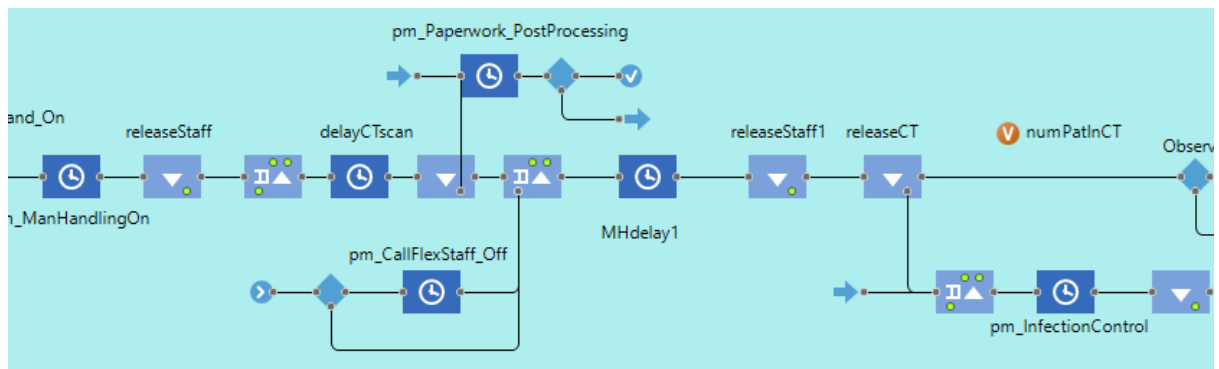 pm_Paperwork_PostProcessing
and_On
releaseStaff
delayCTscan
releaseStaff1
releaseCT
V numPatInCT
Observ
n_ManHandlingOn
MHdelay1
pm_CallFlexStaff_Off
pm_InfectionControl